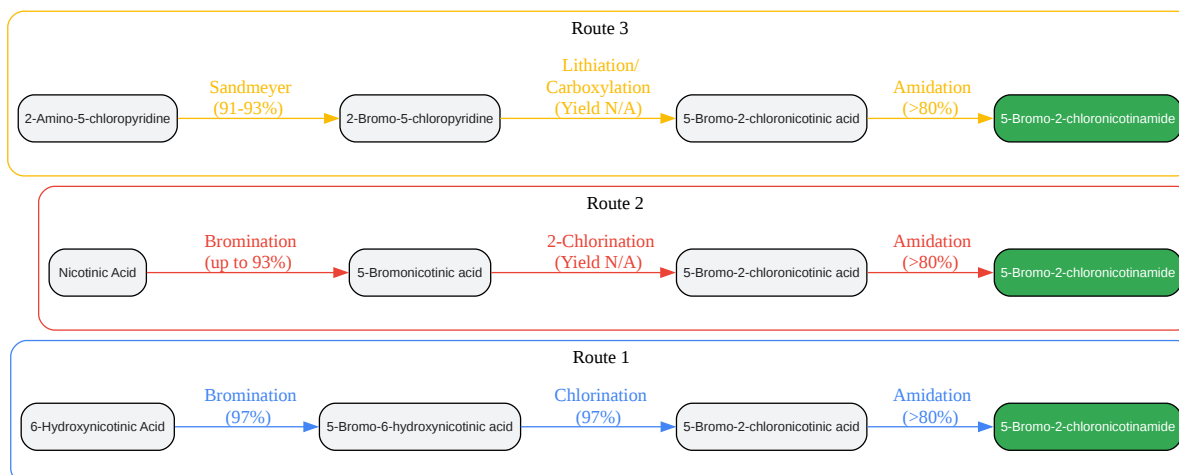 Route 3
Sandmeyer
(91-93%)
Lithiation/
Carboxylation
(Yield N/A)
Amidation
(>80%)
2-Amino-5-chloropyridine
2-Bromo-5-chloropyridine
5-Bromo-2-chloronicotinic acid
5-Bromo-2-chloronicotinamide
Route 2
Bromination
(up to 93%)
2-Chlorination
(Yield N/A)
Amidation
(>80%)
Nicotinic Acid
5-Bromonicotinic acid
5-Bromo-2-chloronicotinic acid
5-Bromo-2-chloronicotinamide
Route 1
Bromination
(97%)
Chlorination
(97%)
Amidation
(>80%)
6-Hydroxynicotinic Acid
5-Bromo-6-hydroxynicotinic acid
5-Bromo-2-chloronicotinic acid
5-Bromo-2-chloronicotinamide